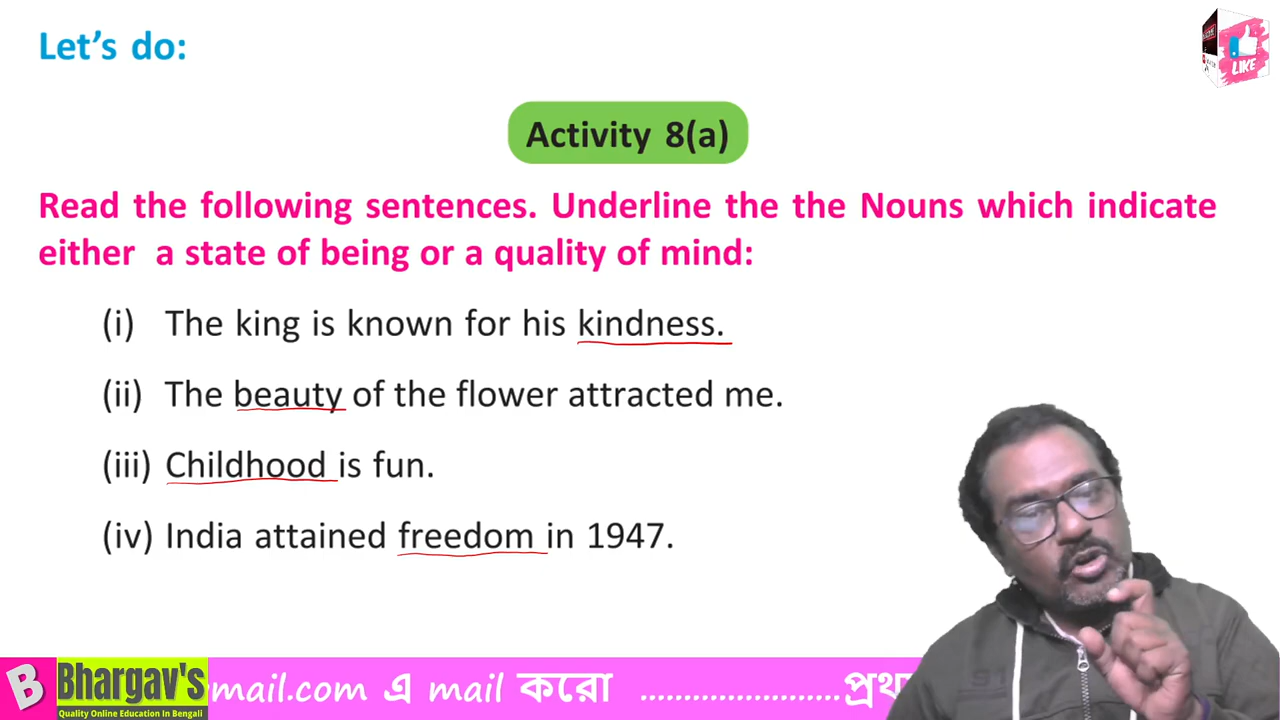 Let's do:
LIKE
Activity 8(a)
Read the following sentences. Underline the the Nouns which indicate
either a state of being or a quality of mind:
(i) The king is known for his kindness.
(ii) The beauty of the flower attracted me.
(iii) Childhood is fun.
(iv) India attained freedom in 1947.
B Bhargav's
Quality Online Education In Bengali
mail.com এ mail করো ........................প্রথ